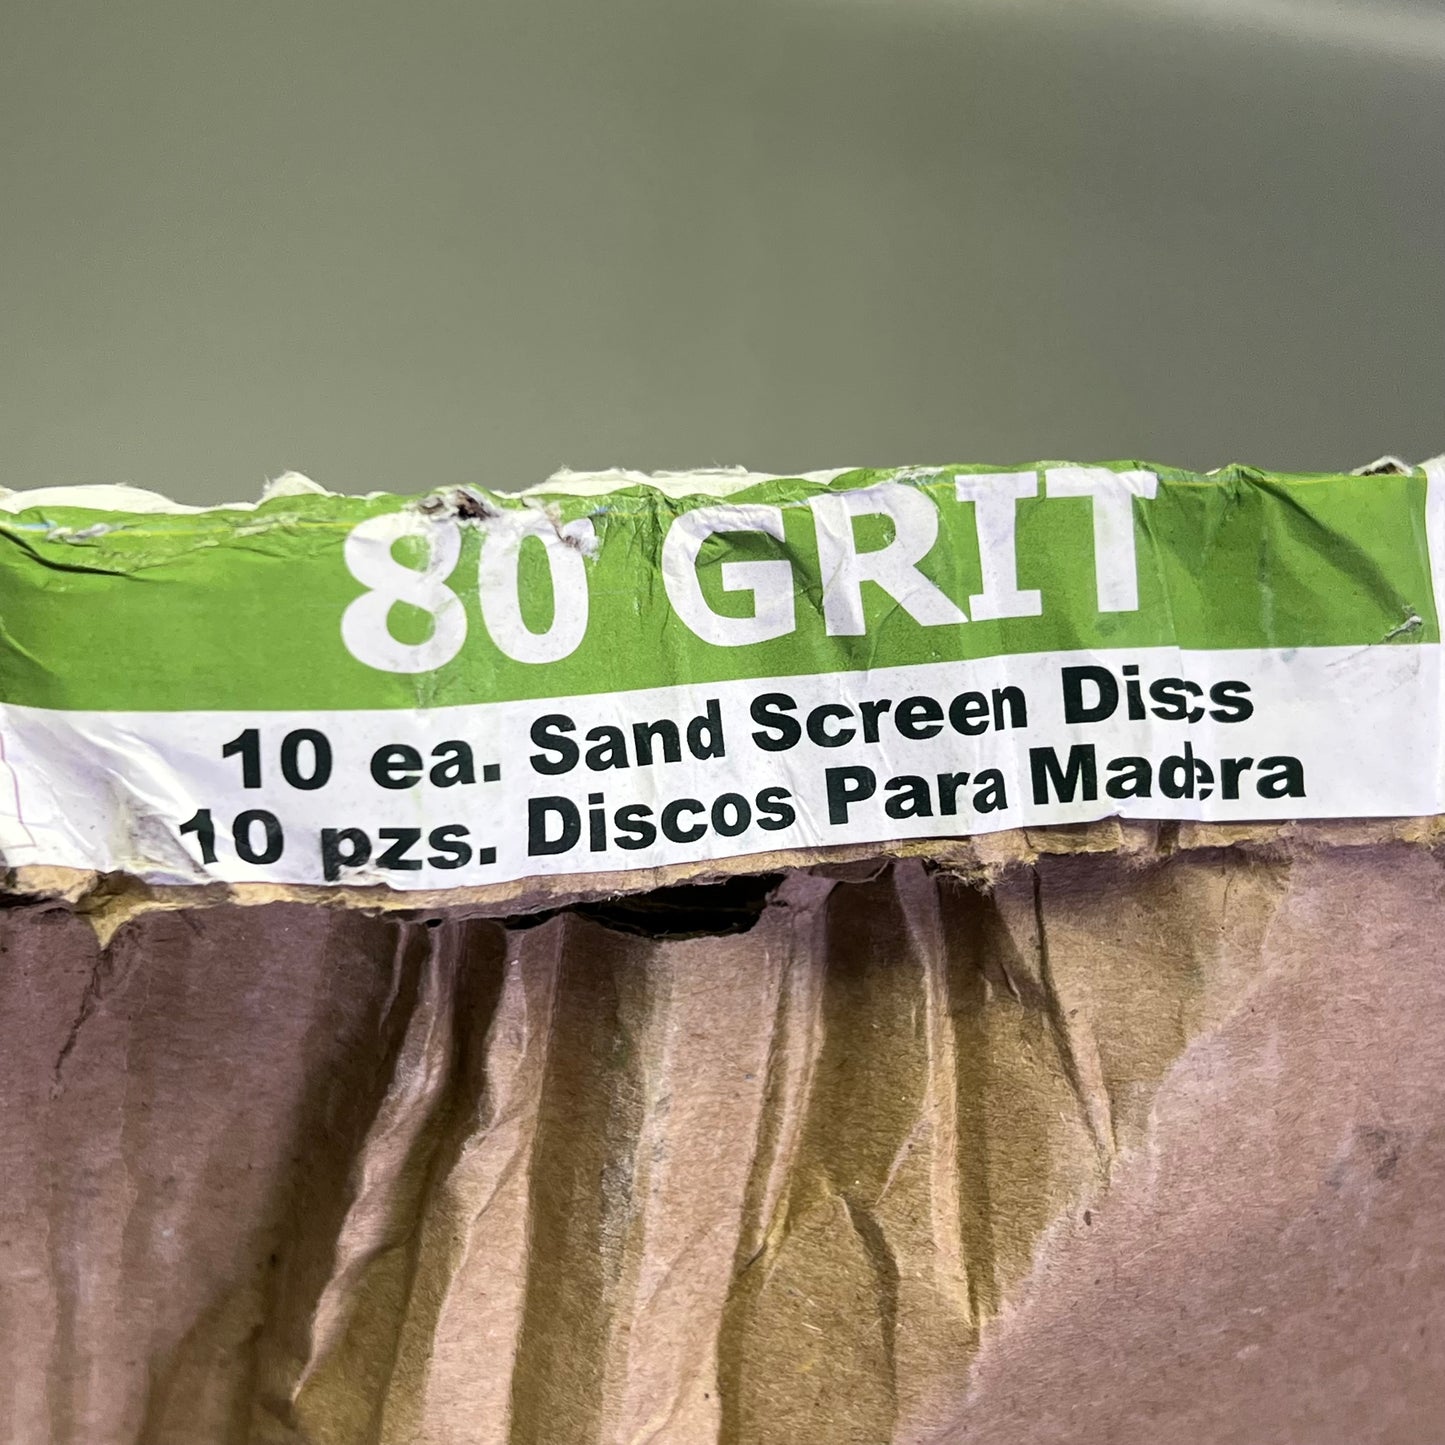 80 GRIT
10 ea. Sand Screen Discs
10 pzs. Discos Para Madera